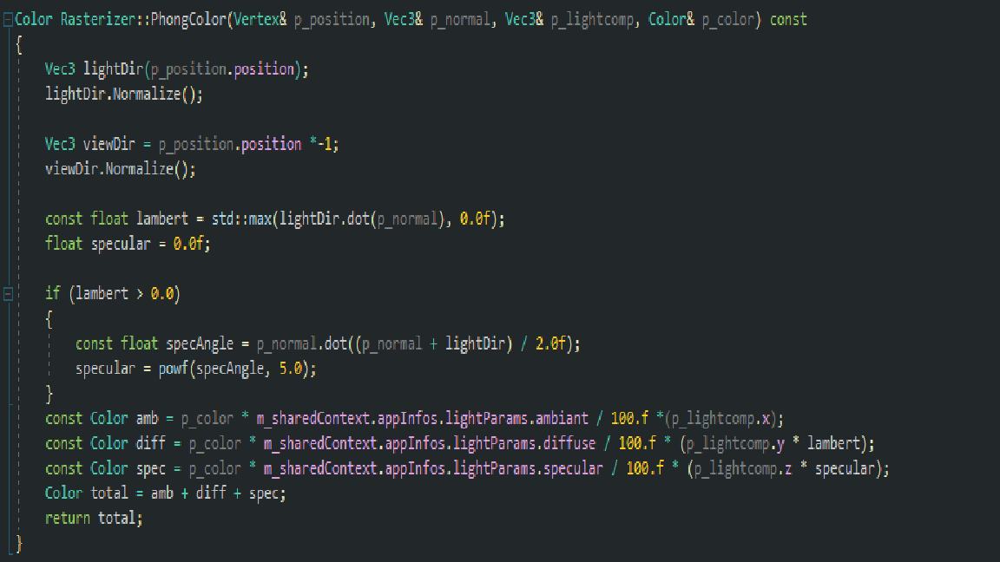 Color Rasterizer::PhongColor(Vertex& p_position, Vec3& p_normal, Vec3& p_lightcomp, Color& p_color) const
{
Vec3 lightDir(p_position.position);
lightDir.Normalize();
Vec3 viewDir = p_position.position *-1;
viewDir.Normalize();
const float lambert = std::max(lightDir.dot(p_normal), 0.0f);
float specular = 0.0f;
if (lambert > 0.0)
{
const float specAngle = p_normal.dot((p_normal + lightDir) / 2.0f);
specular = powf(specAngle, 5.0);
}
const Color amb = p_color * m_sharedContext.appInfos.lightParams.ambiant / 100.f *(p_lightcomp.x);
const Color diff = p_color * m_sharedContext.appInfos.lightParams.diffuse / 100.f * (p_lightcomp.y * lambert);
const Color spec = p_color * m_sharedContext.appInfos.lightParams.specular / 100.f * (p_lightcomp.z * specular);
Color total = amb + diff + spec;
return total;
}